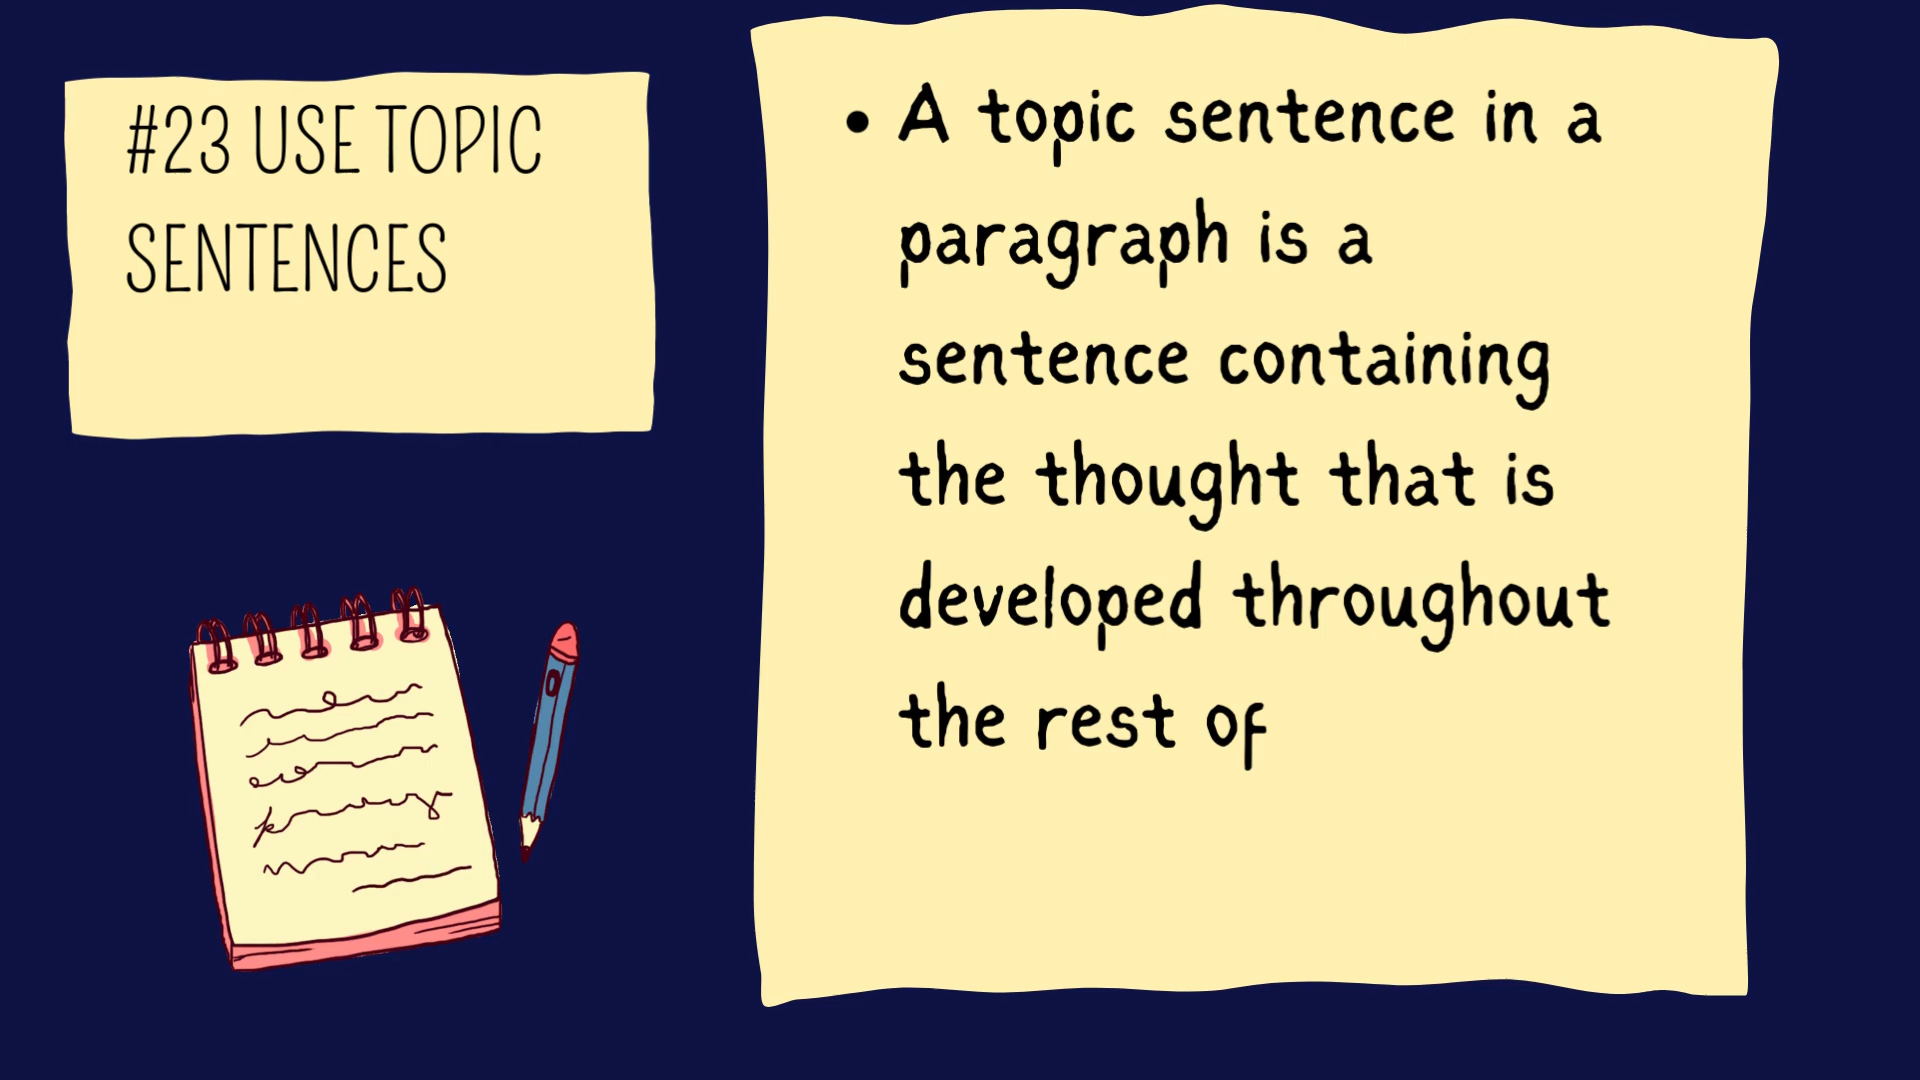 #23 USE TOPIC
SENTENCES
• A topic sentence in a
paragraph is a
sentence containing
the thought that is
developed throughout
the rest of